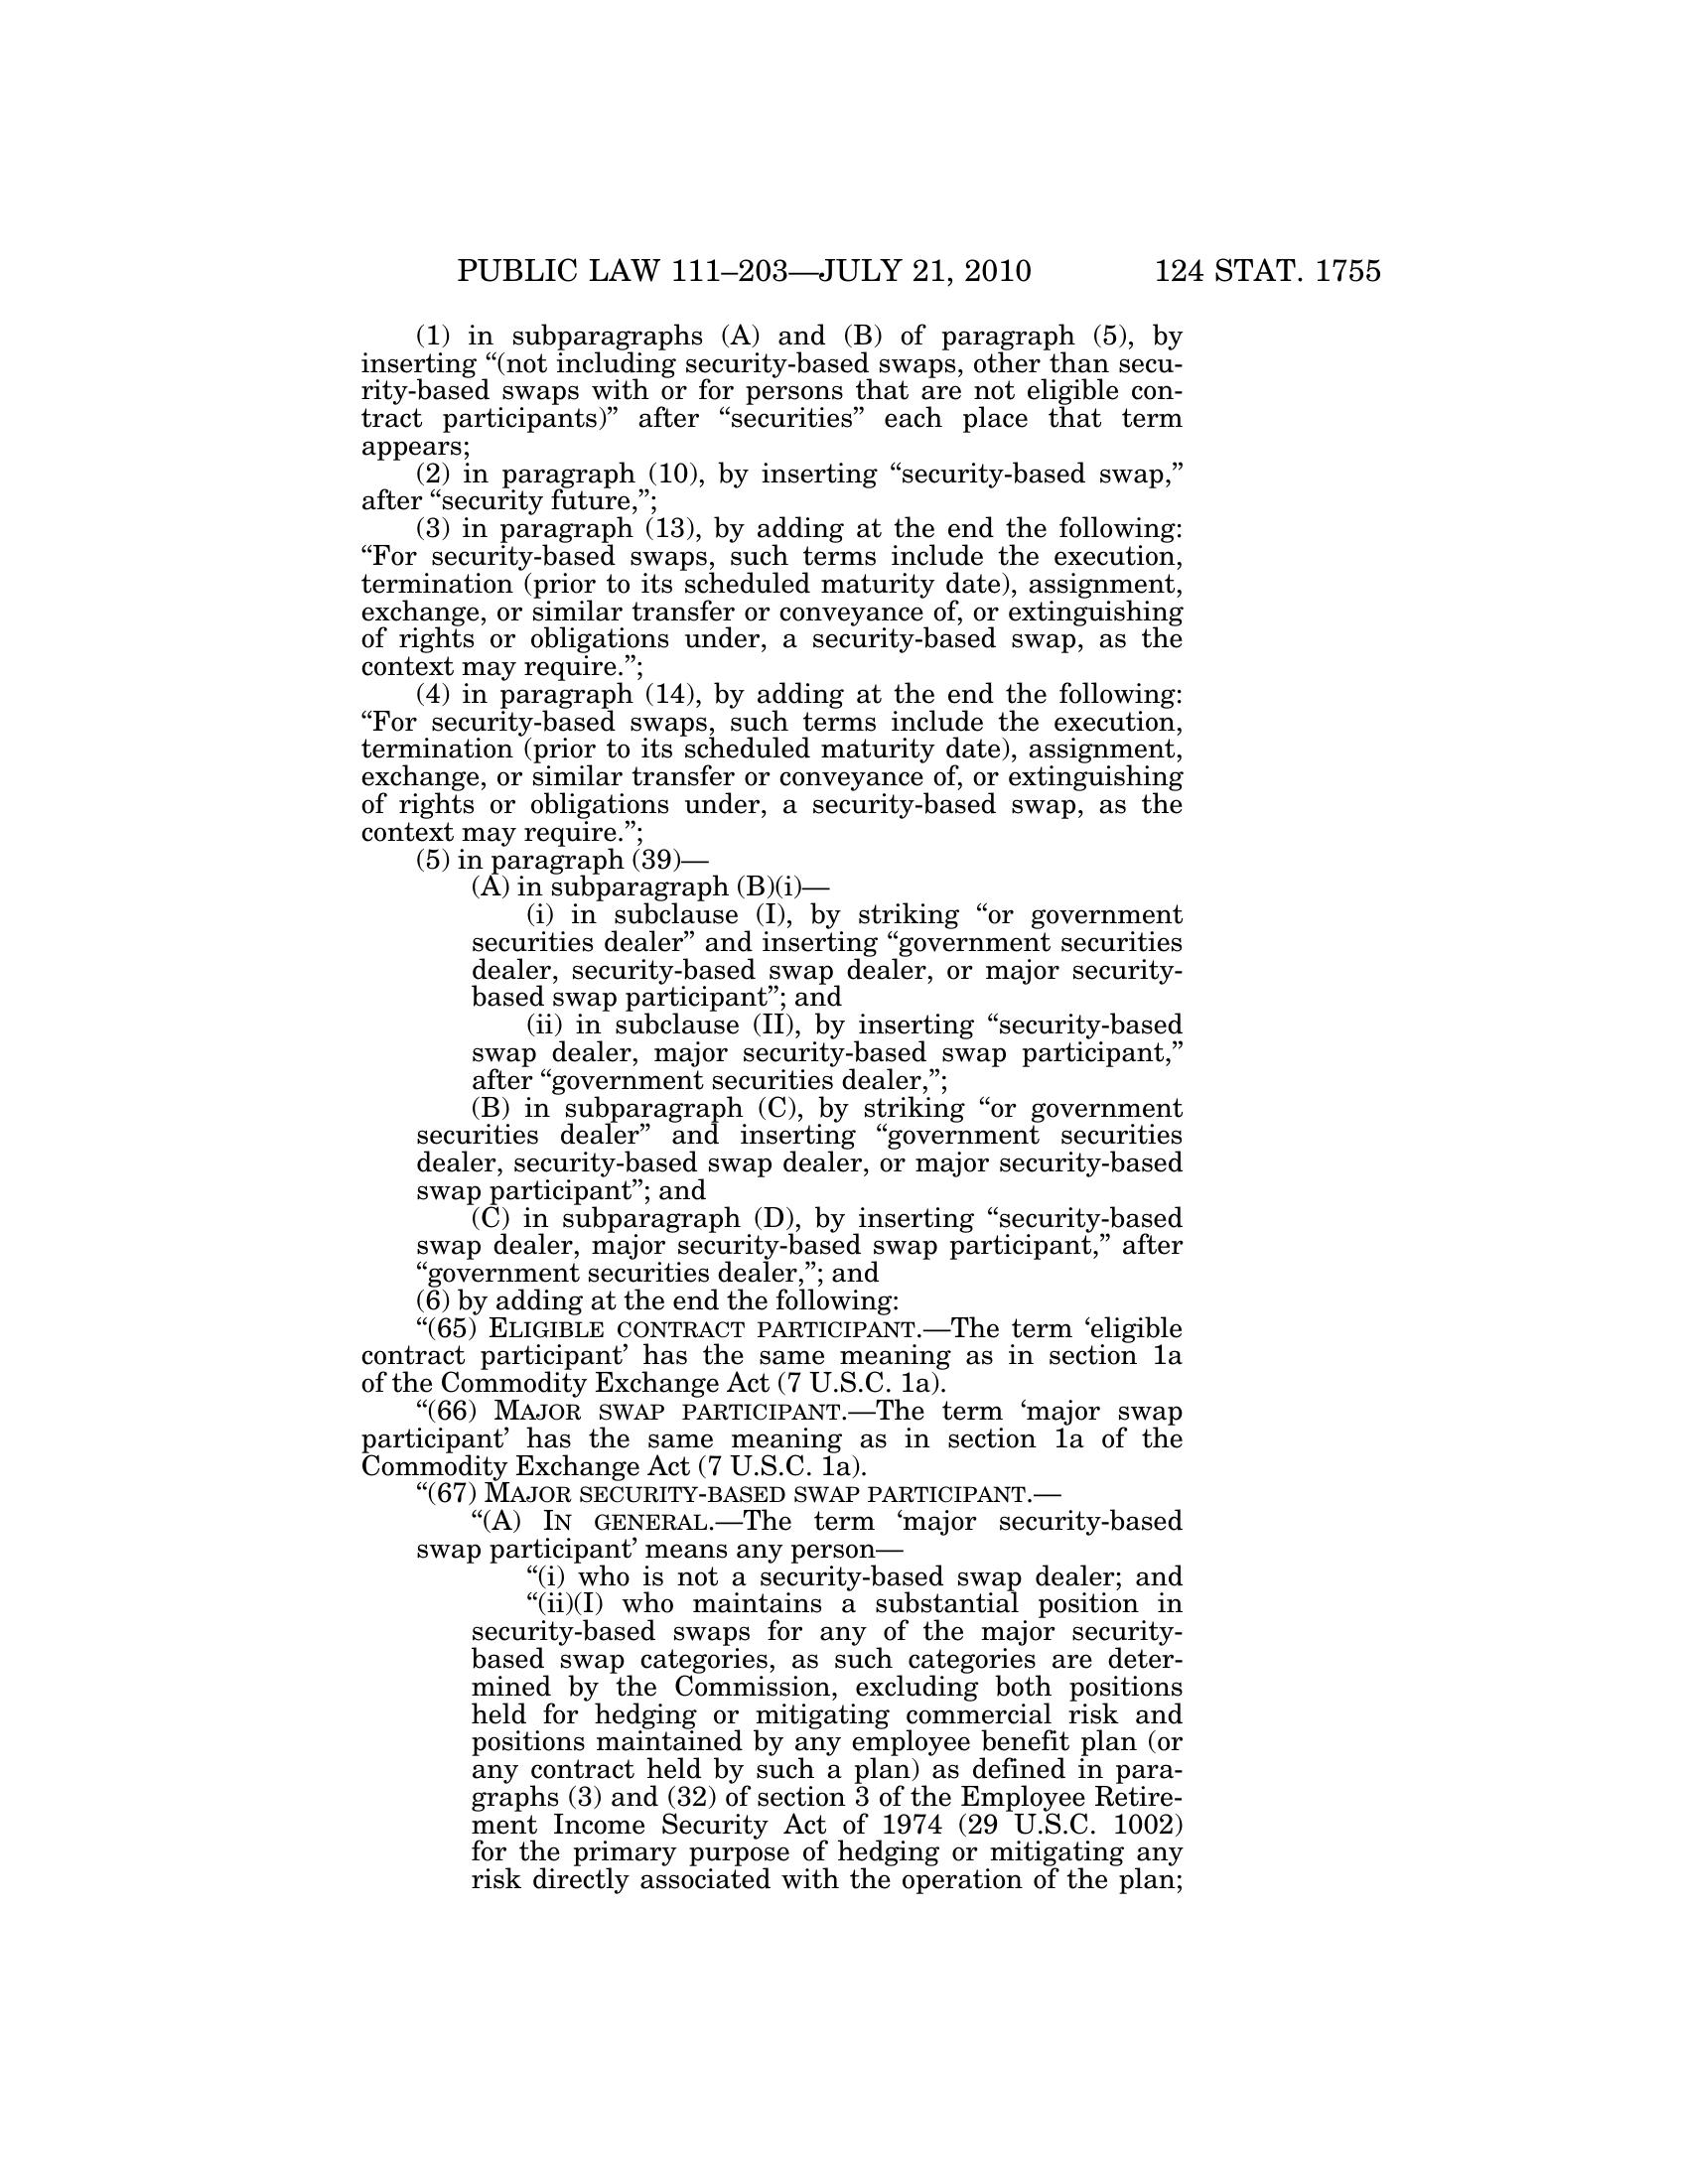 PUBLIC LAW 111–203—JULY 21, 2010 124 STAT. 1755
(1) in subparagraphs (A) and (B) of paragraph (5), by
inserting “(not including security-based swaps, other than secu-
rity-based swaps with or for persons that are not eligible con-
tract participants)” after “securities” each place that term
appears;
(2) in paragraph (10), by inserting “security-based swap,”
after “security future,”;
(3) in paragraph (13), by adding at the end the following:
“For security-based swaps, such terms include the execution,
termination (prior to its scheduled maturity date), assignment,
exchange, or similar transfer or conveyance of, or extinguishing
of rights or obligations under, a security-based swap, as the
context may require.”;
(4) in paragraph (14), by adding at the end the following:
“For security-based swaps, such terms include the execution,
termination (prior to its scheduled maturity date), assignment,
exchange, or similar transfer or conveyance of, or extinguishing
of rights or obligations under, a security-based swap, as the
context may require.”;
(5) in paragraph (39)—
(A) in subparagraph (B)(i)—
(i) in subclause (I), by striking “or government
securities dealer” and inserting “government securities
dealer, security-based swap dealer, or major security-
based swap participant”; and
(ii) in subclause (II), by inserting “security-based
swap dealer, major security-based swap participant,”
after “government securities dealer,”;
(B) in subparagraph (C), by striking “or government
securities dealer” and inserting “government securities
dealer, security-based swap dealer, or major security-based
swap participant”; and
(C) in subparagraph (D), by inserting “security-based
swap dealer, major security-based swap participant,” after
“government securities dealer,”; and
(6) by adding at the end the following:
“(65) ELIGIBLE CONTRACT PARTICIPANT.—The term ‘eligible
contract participant’ has the same meaning as in section 1a
of the Commodity Exchange Act (7 U.S.C. 1a).
“(66) MAJOR SWAP PARTICIPANT.—The term ‘major swap
participant’ has the same meaning as in section 1a of the
Commodity Exchange Act (7 U.S.C. 1a).
“(67) MAJOR SECURITY-BASED SWAP PARTICIPANT.—
“(A) IN GENERAL.—The term ‘major security-based
swap participant’ means any person—
“(i) who is not a security-based swap dealer; and
“(ii)(I) who maintains a substantial position in
security-based swaps for any of the major security-
based swap categories, as such categories are deter-
mined by the Commission, excluding both positions
held for hedging or mitigating commercial risk and
positions maintained by any employee benefit plan (or
any contract held by such a plan) as defined in para-
graphs (3) and (32) of section 3 of the Employee Retire-
ment Income Security Act of 1974 (29 U.S.C. 1002)
for the primary purpose of hedging or mitigating any
risk directly associated with the operation of the plan;